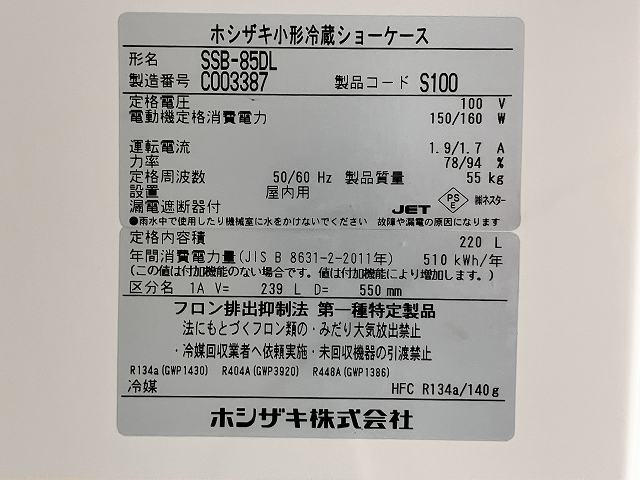 ホシザキ小形冷蔵ショーケース
形名 SSB-85DL
製造番号 C003387 製品コード S100
定格電圧 100 V
電動機定格消費電力 150/160 W
運転電流 1.9/1.7 A
力率 78/94 %
定格周波数 50/60 Hz 製品質量 55 kg
設置 屋内用
漏電遮断器付 JET PS E ㈱ネスター
●雨水中で使用したり機械室に水をかけないでください 故障や漏電の原因になります
定格内容積 220 L
年間消費電力量(JIS B 8631-2-2011年) 510 kWh/年
(この値は付加機能のない場合です。値は付加機能により増加します。)
区分名 1A V= 239 L D= 550 mm
フロン排出抑制法 第一種特定製品
法にもとづくフロン類の・みだり大気放出禁止
・冷媒回収業者へ依頼実施・未回収機器の引渡禁止
R134a(GWP1430) R404A(GWP3920) R448A(GWP1386)
冷媒 HFC R134a/140g
ホシザキ株式会社